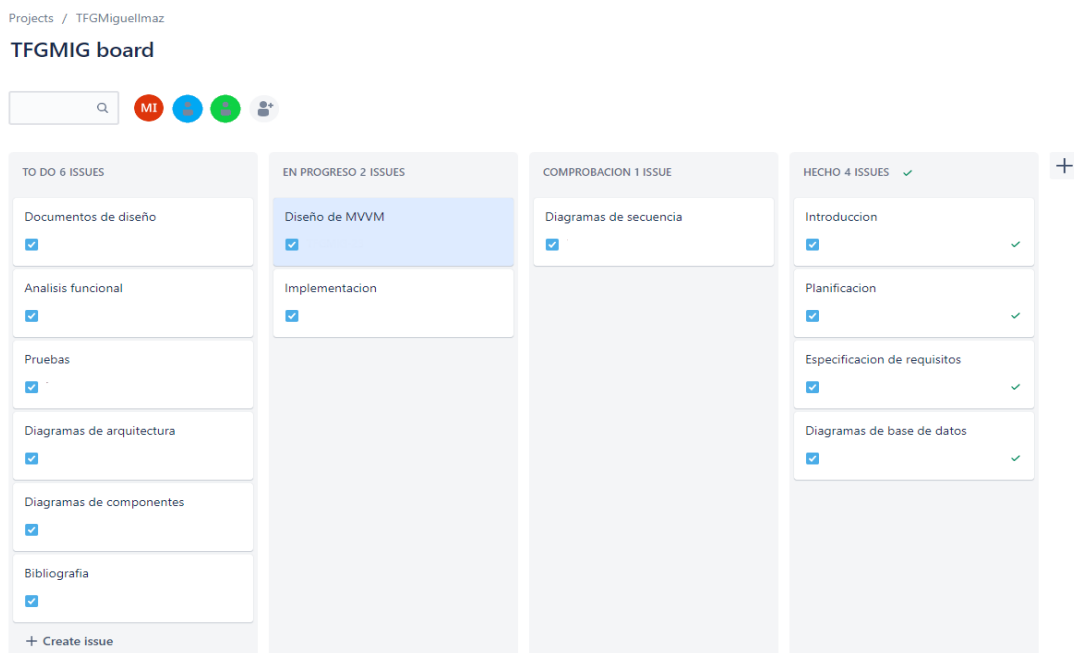 Projects / TFGMiguelImaz
TFGMIG board
MI
TO DO 6 ISSUES
Documentos de diseño
Analisis funcional
Pruebas
Diagramas de arquitectura
Diagramas de componentes
Bibliografia
+ Create issue
EN PROGRESO 2 ISSUES
Diseño de MVVM
Implementacion
COMPROBACION 1 ISSUE
Diagramas de secuencia
HECHO 4 ISSUES
Introduccion
Planificacion
Especificacion de requisitos
Diagramas de base de datos